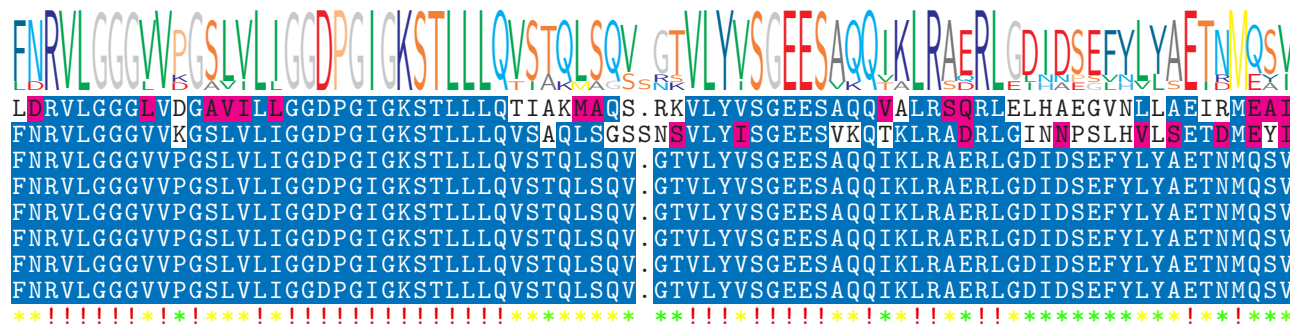 FNRVLGGGVVPGSLVLIGGDPGIGKSTLLLQVSTQLSQV GTVLYVSGEESAQQIKLRAERLGDIDSEFYLYAETNMQSV
LDRVLGGGLVDGAVILLGGDPGIGKSTLLLQTIAKMAQS.RKVLYVSGEESAQQVALRSQRLELHAEGVNLLAEIRMEAI
FNRVLGGGVVKGSLVLIGGDPGIGKSTLLLQVSAQLSGSSNSVLYISGEESVKQTKLRADRLGINNPSLHVLSETDMEYI
FNRVLGGGVVPGSLVLIGGDPGIGKSTLLLQVSTQLSQV.GTVLYVSGEESAQQIKLRAERLGDIDSEFYLYAETNMQSV
FNRVLGGGVVPGSLVLIGGDPGIGKSTLLLQVSTQLSQV.GTVLYVSGEESAQQIKLRAERLGDIDSEFYLYAETNMQSV
FNRVLGGGVVPGSLVLIGGDPGIGKSTLLLQVSTQLSQV.GTVLYVSGEESAQQIKLRAERLGDIDSEFYLYAETNMQSV
FNRVLGGGVVPGSLVLIGGDPGIGKSTLLLQVSTQLSQV.GTVLYVSGEESAQQIKLRAERLGDIDSEFYLYAETNMQSV
FNRVLGGGVVPGSLVLIGGDPGIGKSTLLLQVSTQLSQV.GTVLYVSGEESAQQIKLRAERLGDIDSEFYLYAETNMQSV
FNRVLGGGVVPGSLVLIGGDPGIGKSTLLLQVSTQLSQV.GTVLYVSGEESAQQIKLRAERLGDIDSEFYLYAETNMQSV
**!!!!!!*!*!***!*!!!!!!!!!!!!!!******** **!!!*!!!!!**!**!!**!!***********!**!***